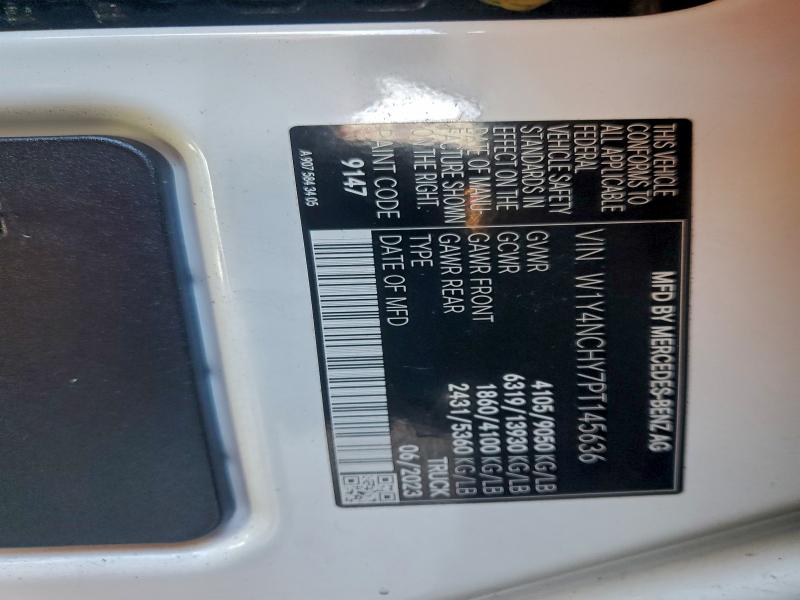 THIS VEHICLE
CONFORMS TO
ALL APPLICABLE
FEDERAL
VEHICLE SAFETY
STANDARDS IN
EFFECT ON THE
DATE OF MANU-
FACTURE SHOWN
ON THE RIGHT.
PAINT CODE
9147
A 907 584 34 05
MFD BY MERCEDES-BENZ AG
VIN W1Y4NCHY7PT145636
GVWR 4105/9050 KG/LB
GCWR 6319/13930 KG/LB
GAWR FRONT 1860/4100 KG/LB
GAWR REAR 2431/5360 KG/LB
TYPE TRUCK
DATE OF MFD 06/2023